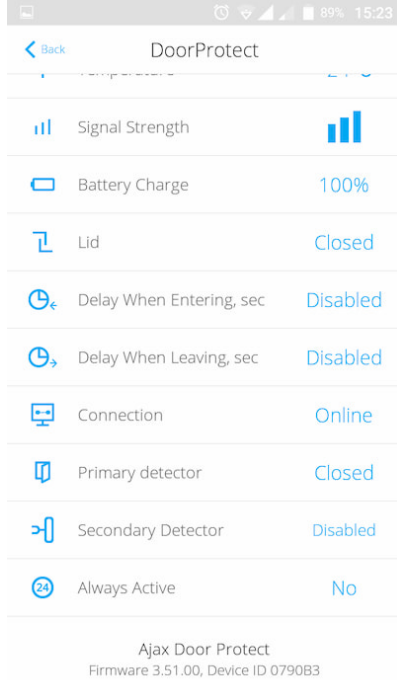 89% 15:23
Back DoorProtect
Signal Strength
Battery Charge 100%
Lid Closed
Delay When Entering, sec Disabled
Delay When Leaving, sec Disabled
Connection Online
Primary detector Closed
Secondary Detector Disabled
24 Always Active No
Ajax Door Protect
Firmware 3.51.00, Device ID 0790B3